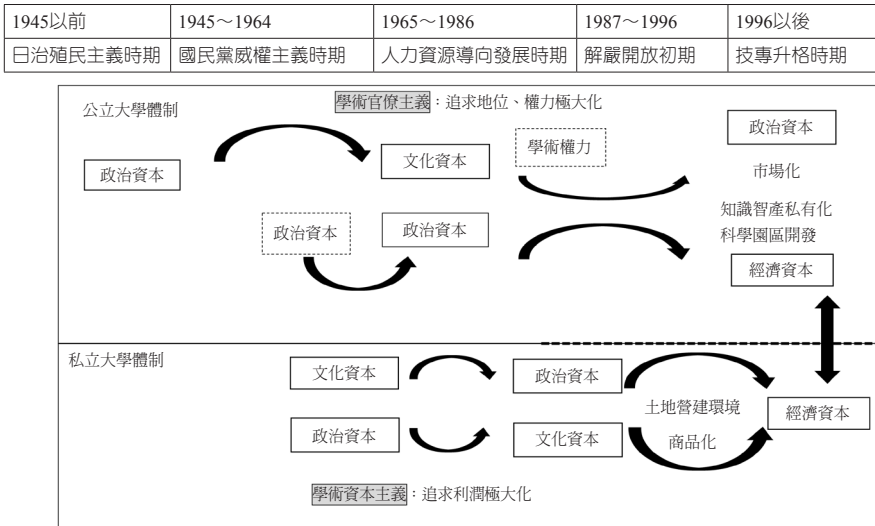 1945以前 1945～1964 1965～1986 1987～1996 1996以後
日治殖民主義時期 國民黨威權主義時期 人力資源導向發展時期 解嚴開放初期 技專升格時期
公立大學體制
學術官僚主義：追求地位、權力極大化
政治資本
文化資本
學術權力
政治資本
市場化
政治資本
政治資本
知識智產私有化
科學園區開發
經濟資本
私立大學體制
文化資本
政治資本
土地營建環境
經濟資本
政治資本
文化資本
商品化
學術資本主義：追求利潤極大化